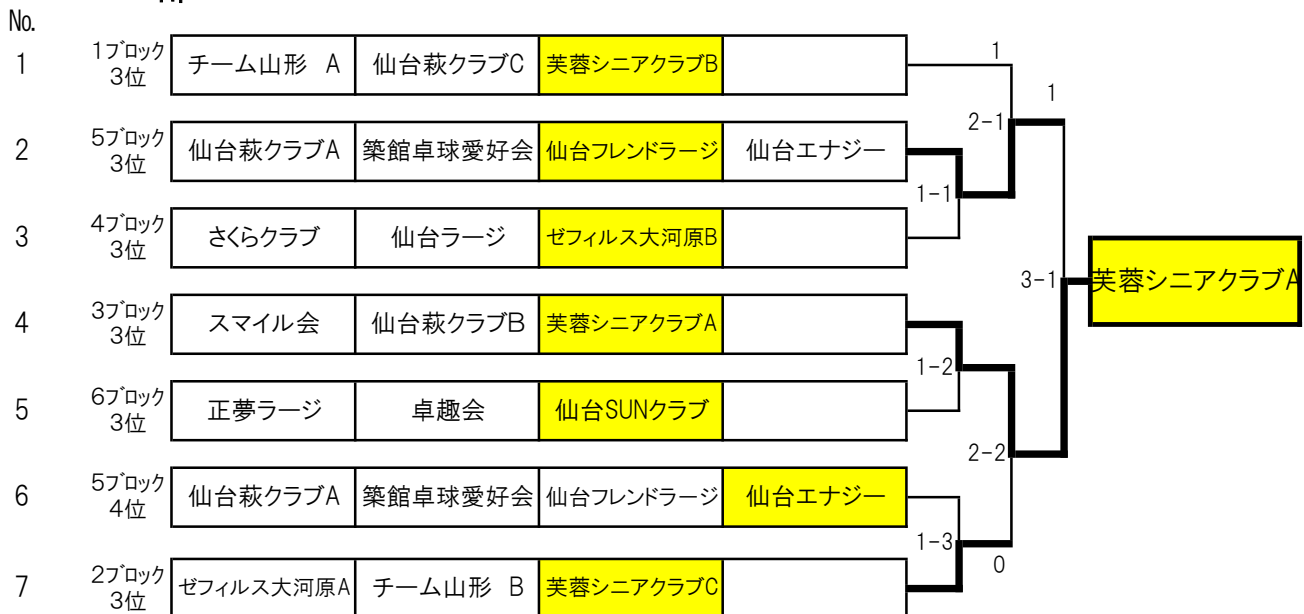 No.
1
1ブロック
3位
チーム山形 A
仙台萩クラブC
芙蓉シニアクラブB
1
1
2-1
2
5ブロック
3位
仙台萩クラブA
築館卓球愛好会
仙台フレンドラージ
仙台エナジー
1-1
3
4ブロック
3位
さくらクラブ
仙台ラージ
ゼフィルス大河原B
3-1
芙蓉シニアクラブA
4
3ブロック
3位
スマイル会
仙台萩クラブB
芙蓉シニアクラブA
1-2
5
6ブロック
3位
正夢ラージ
卓趣会
仙台SUNクラブ
2-2
6
5ブロック
4位
仙台萩クラブA
築館卓球愛好会
仙台フレンドラージ
仙台エナジー
1-3
0
7
2ブロック
3位
ゼフィルス大河原A
チーム山形 B
芙蓉シニアクラブC